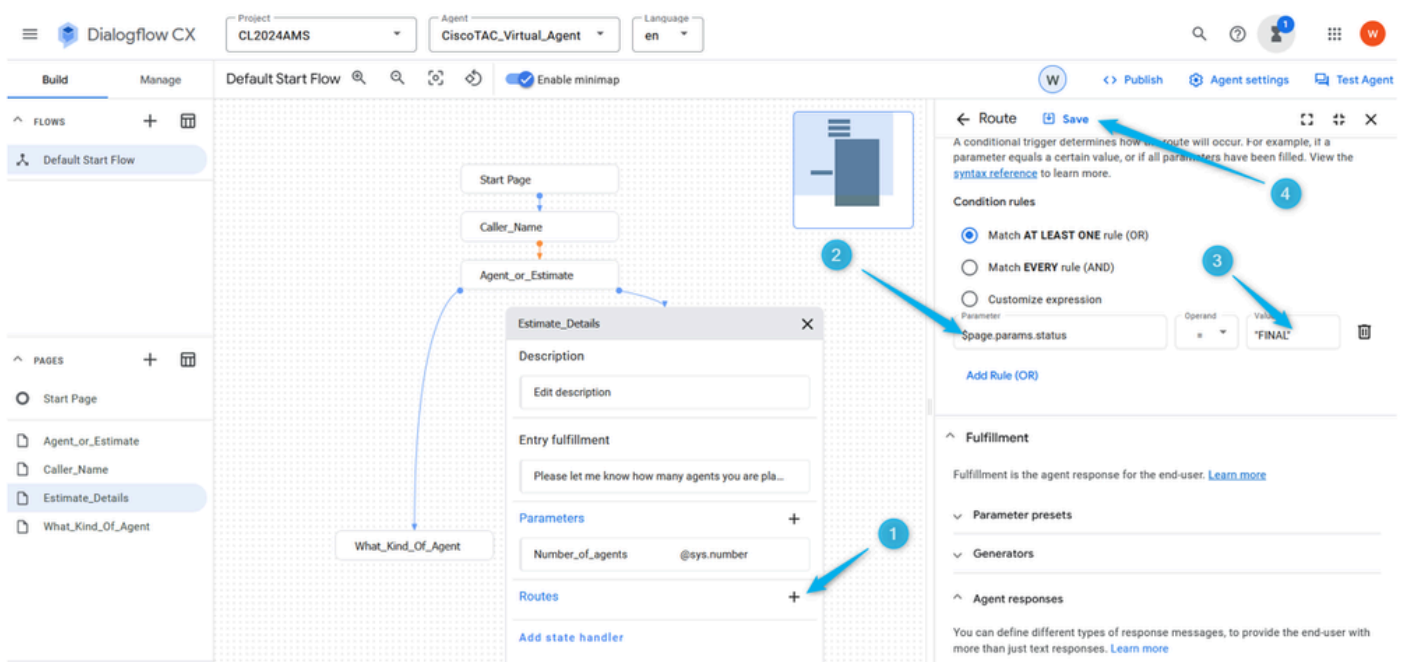 Dialogflow CX
Project
CL2024AMS
Agent
CiscoTAC_Virtual_Agent
Language
en
1
W
Build
Manage
Default Start Flow
Enable minimap
W
Publish
Agent settings
Test Agent
FLOWS
Default Start Flow
PAGES
Start Page
Agent_or_Estimate
Caller_Name
Estimate_Details
What_Kind_Of_Agent
Start Page
Caller_Name
Agent_or_Estimate
What_Kind_Of_Agent
Estimate_Details
Description
Edit description
Entry fulfillment
Please let me know how many agents you are pla...
Parameters
Number_of_agents @sys.number
Routes
Add state handler
1
2
3
4
Route
Save
A conditional trigger determines how the route will occur. For example, if a
parameter equals a certain value, or if all parameters have been filled. View the
syntax reference to learn more.
Condition rules
Match AT LEAST ONE rule (OR)
Match EVERY rule (AND)
Customize expression
Parameter
$page.params.status
Operand
=
Value
"FINAL"
Add Rule (OR)
Fulfillment
Fulfillment is the agent response for the end-user. Learn more
Parameter presets
Generators
Agent responses
You can define different types of response messages, to provide the end-user with
more than just text responses. Learn more